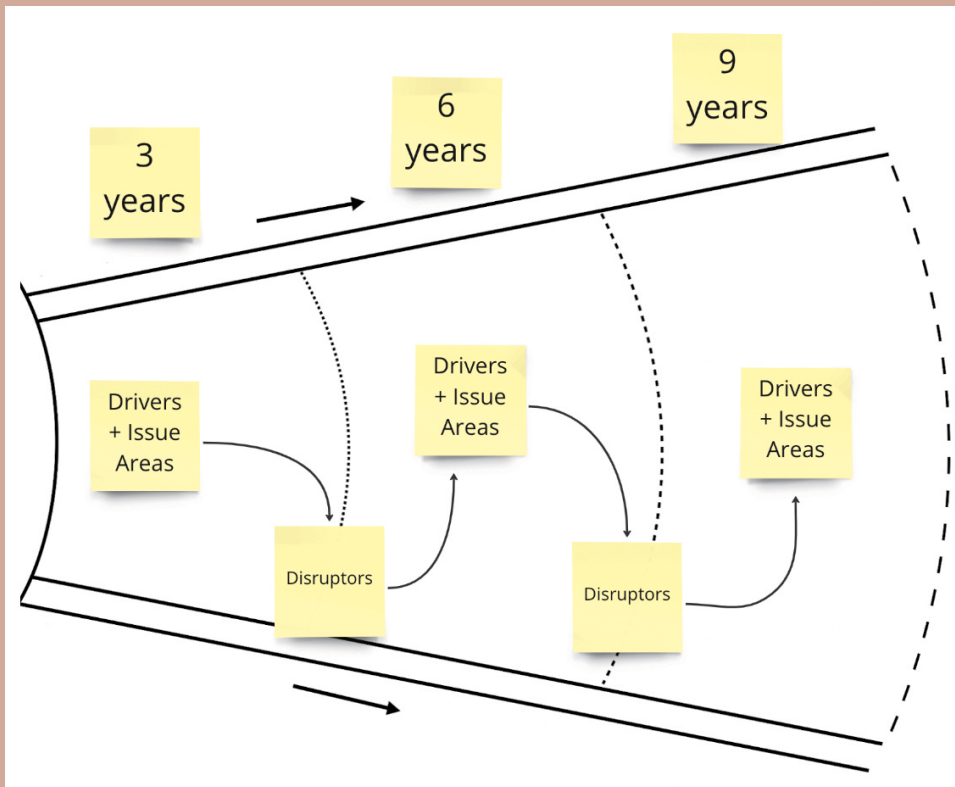 3
years
6
years
9
years
Drivers
+ Issue
Areas
Disruptors
Drivers
+ Issue
Areas
Disruptors
Drivers
+ Issue
Areas